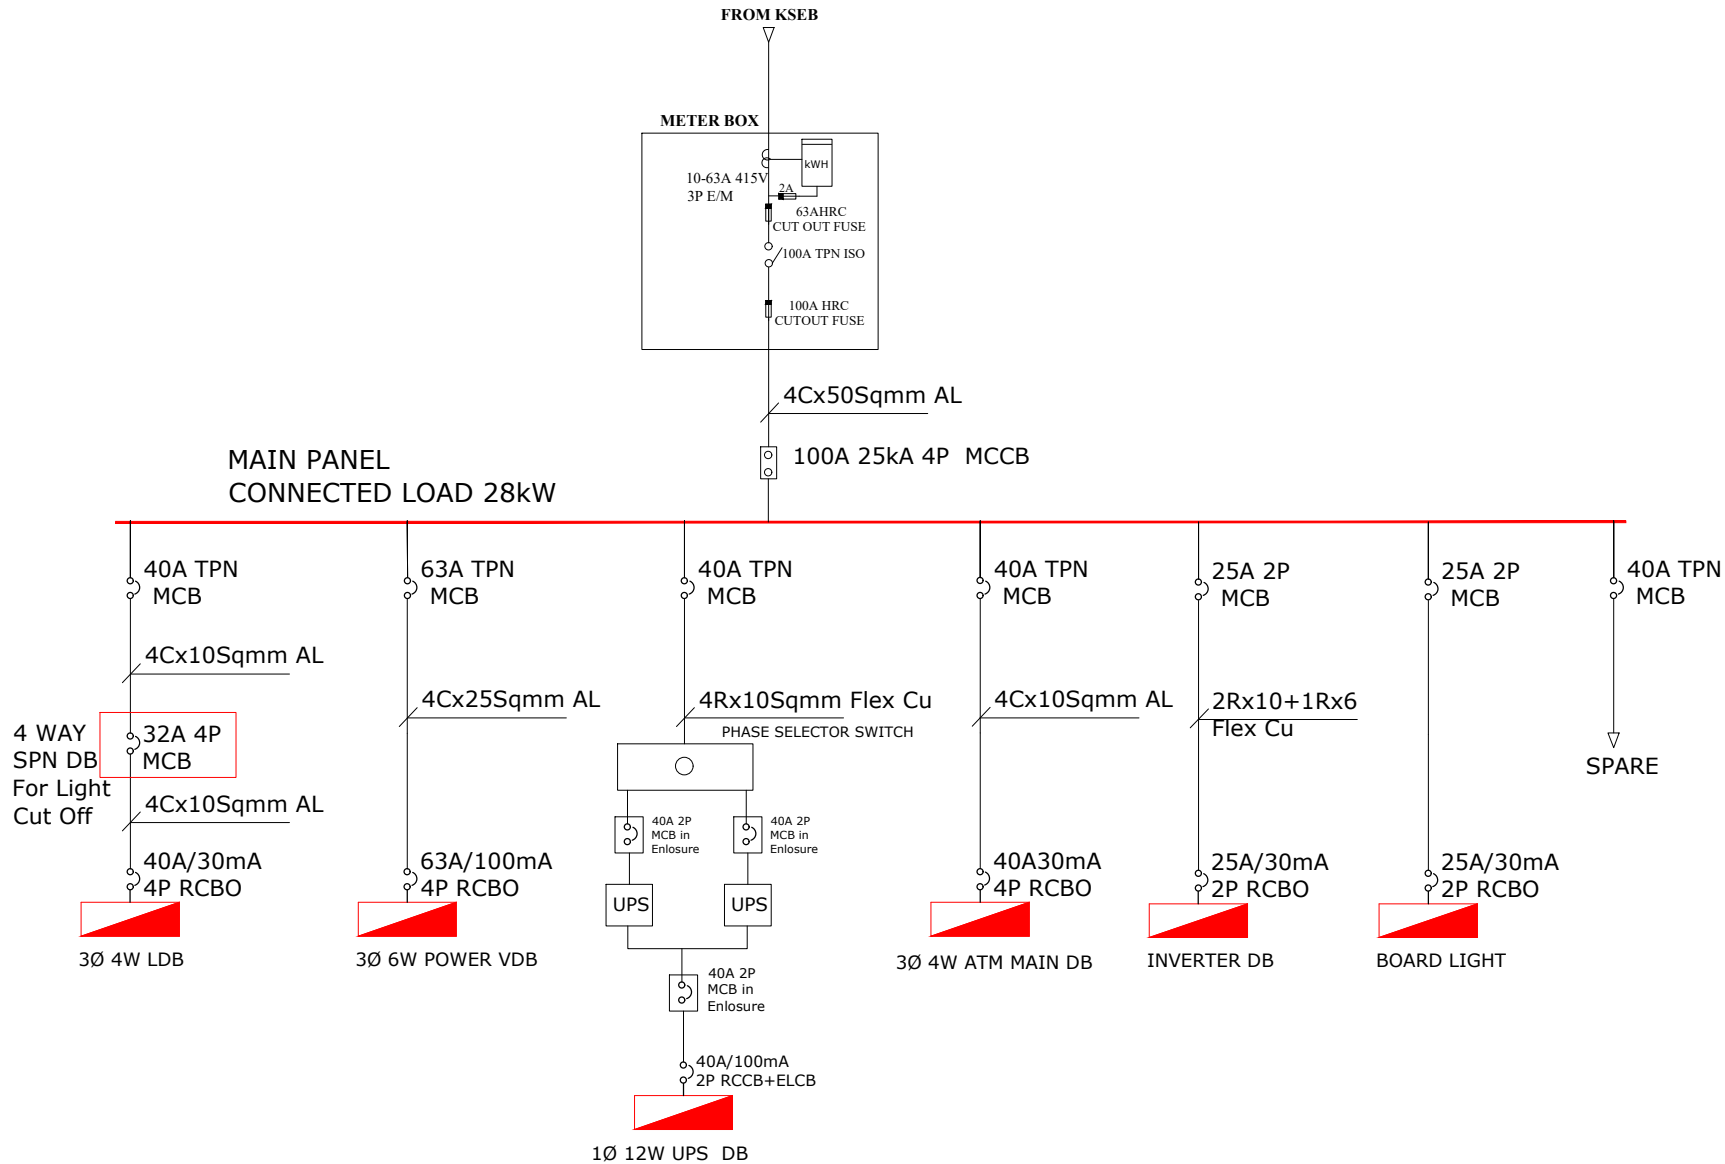 FROM KSEB
METER BOX
kWH
10-63A 415V
3P E/M
2A
63AHRC
CUT OUT FUSE
100A TPN ISO
100A HRC
CUTOUT FUSE
4Cx50Sqmm AL
100A 25kA 4P MCCB
MAIN PANEL
CONNECTED LOAD 28kW
40A TPN
MCB
4Cx10Sqmm AL
4 WAY
SPN DB
For Light
Cut Off
32A 4P
MCB
4Cx10Sqmm AL
40A/30mA
4P RCBO
3Ø 4W LDB
63A TPN
MCB
4Cx25Sqmm AL
63A/100mA
4P RCBO
3Ø 6W POWER VDB
40A TPN
MCB
4Rx10Sqmm Flex Cu
PHASE SELECTOR SWITCH
40A 2P
MCB in
Enlosure
40A 2P
MCB in
Enlosure
UPS
UPS
40A 2P
MCB in
Enlosure
40A/100mA
2P RCCB+ELCB
1Ø 12W UPS DB
40A TPN
MCB
4Cx10Sqmm AL
40A30mA
4P RCBO
3Ø 4W ATM MAIN DB
25A 2P
MCB
2Rx10+1Rx6
Flex Cu
25A/30mA
2P RCBO
INVERTER DB
25A 2P
MCB
25A/30mA
2P RCBO
BOARD LIGHT
40A TPN
MCB
SPARE